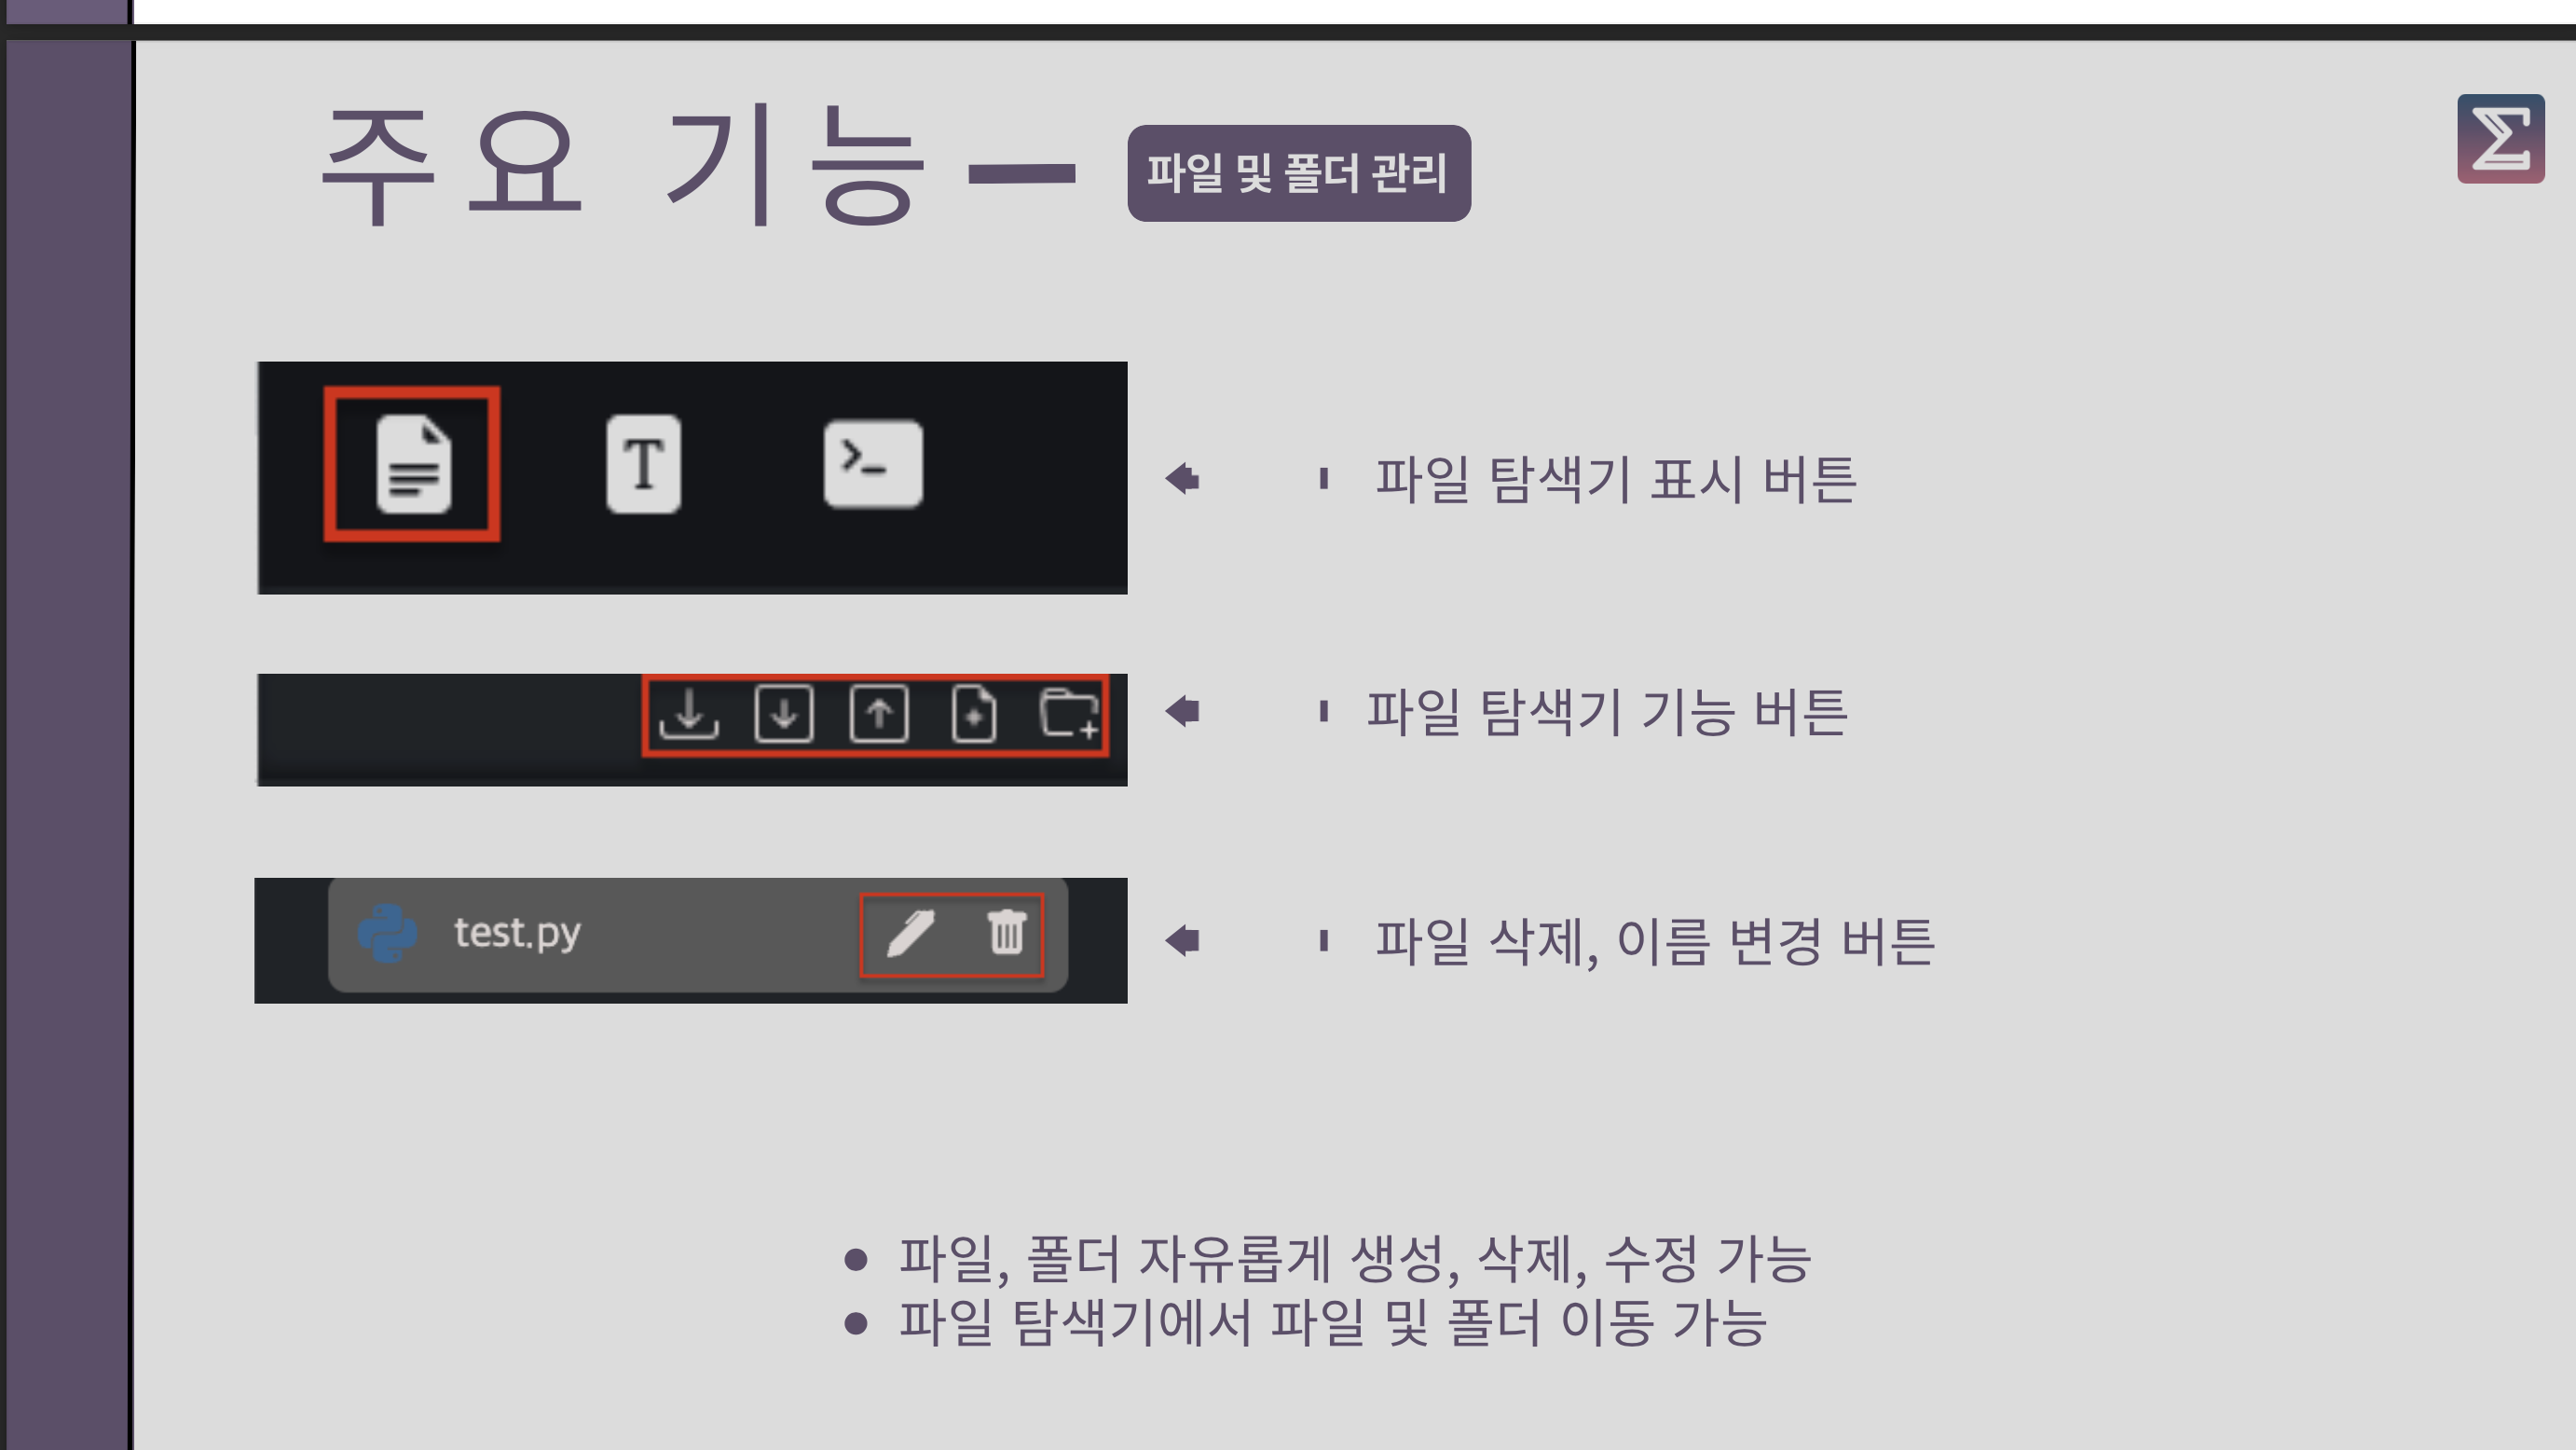 주요 기능 – 파일 및 폴더 관리
T
>_
파일 탐색기 표시 버튼
파일 탐색기 기능 버튼
test.py
파일 삭제, 이름 변경 버튼
• 파일, 폴더 자유롭게 생성, 삭제, 수정 가능
• 파일 탐색기에서 파일 및 폴더 이동 가능